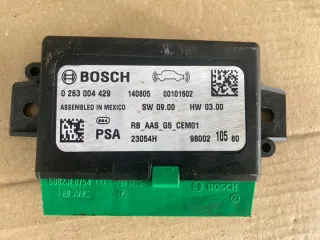 BOSCH
0 263 004 429 140805 00101602
ASSEMBLED IN MEXICO SW 09.00 HW 03.00
PSA RB_AAS_G5_CEM01
23054H 98002 105 80
BOSCH
BLANC